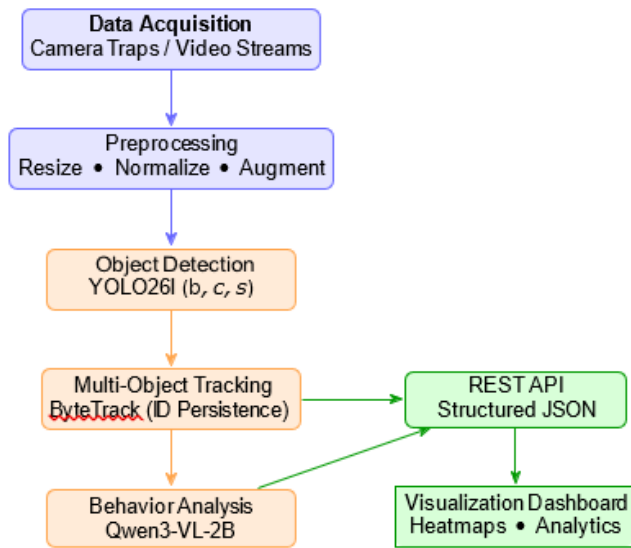 Data Acquisition
Camera Traps / Video Streams
Preprocessing
Resize • Normalize • Augment
Object Detection
YOLO26l (b, c, s)
Multi-Object Tracking
ByteTrack (ID Persistence)
REST API
Structured JSON
Behavior Analysis
Qwen3-VL-2B
Visualization Dashboard
Heatmaps • Analytics